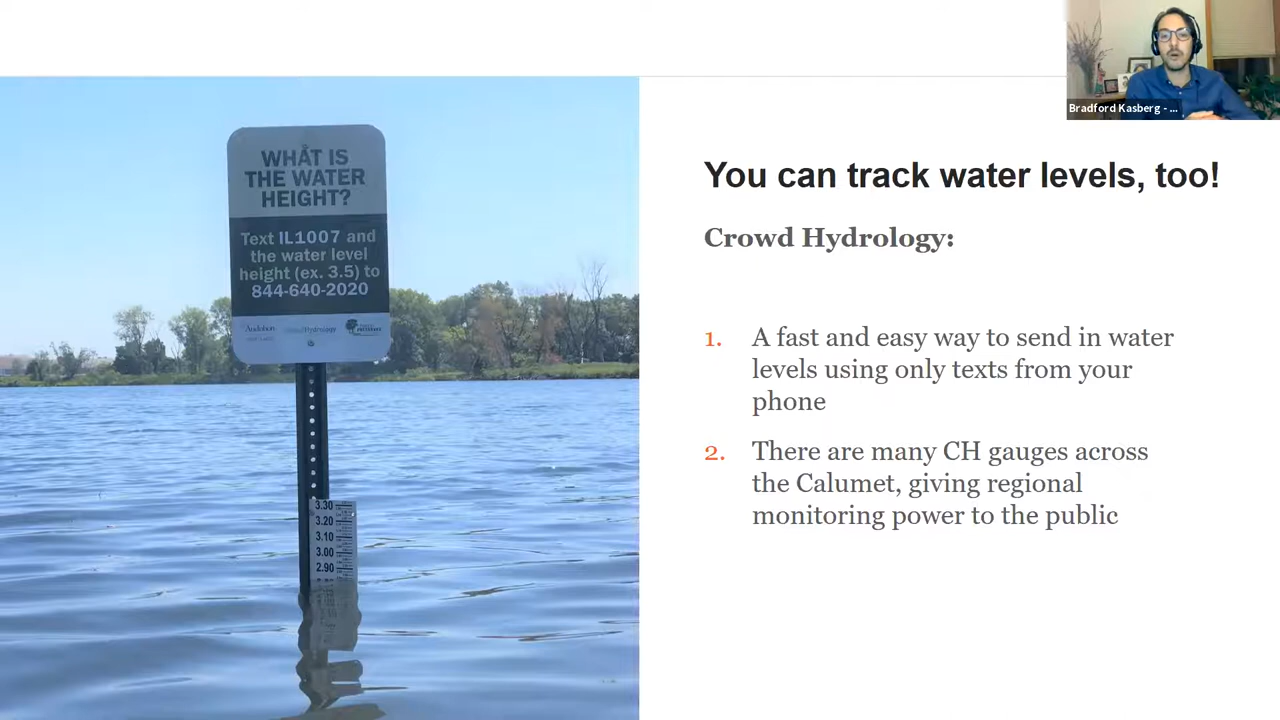 Bradford Kasberg - ...
WHAT IS
THE WATER
HEIGHT?
Text IL1007 and
the water level
height (ex. 3.5) to
844-640-2020
Audubon
3.30
3.20
3.10
3.00
2.90
You can track water levels, too!
Crowd Hydrology:
1. A fast and easy way to send in water
levels using only texts from your
phone
2. There are many CH gauges across
the Calumet, giving regional
monitoring power to the public